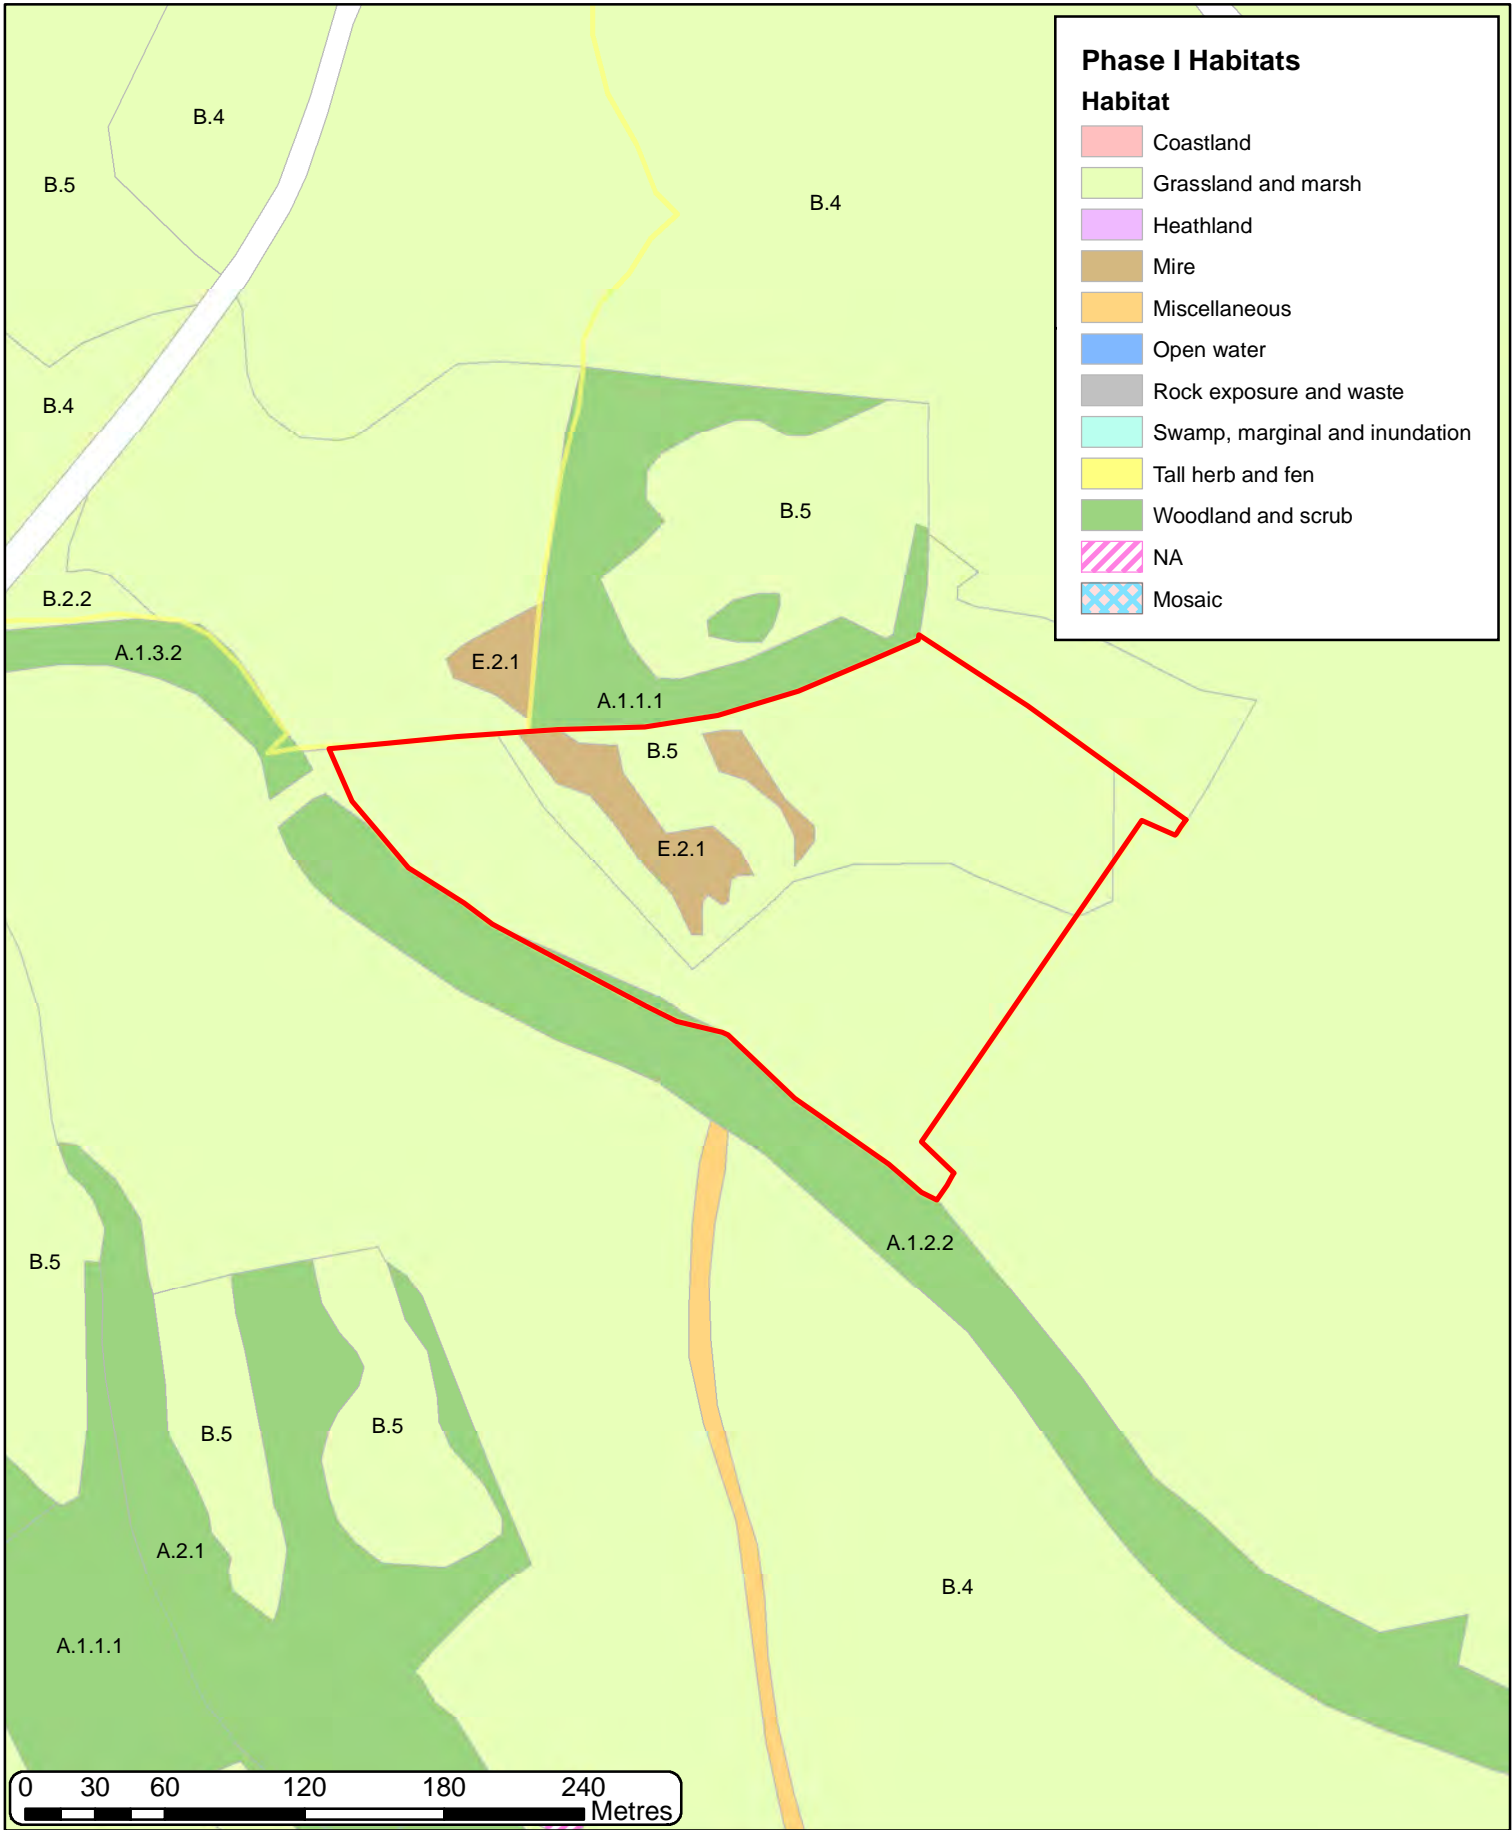 Phase I Habitats
Habitat
Coastland
Grassland and marsh
Heathland
Mire
Miscellaneous
Open water
Rock exposure and waste
Swamp, marginal and inundation
Tall herb and fen
Woodland and scrub
NA
Mosaic
B.4
B.5
B.4
B.4
B.5
B.2.2
A.1.3.2
E.2.1
A.1.1.1
B.5
E.2.1
A.1.2.2
B.5
B.5
B.5
A.2.1
B.4
A.1.1.1
0 30 60 120 180 240
Metres